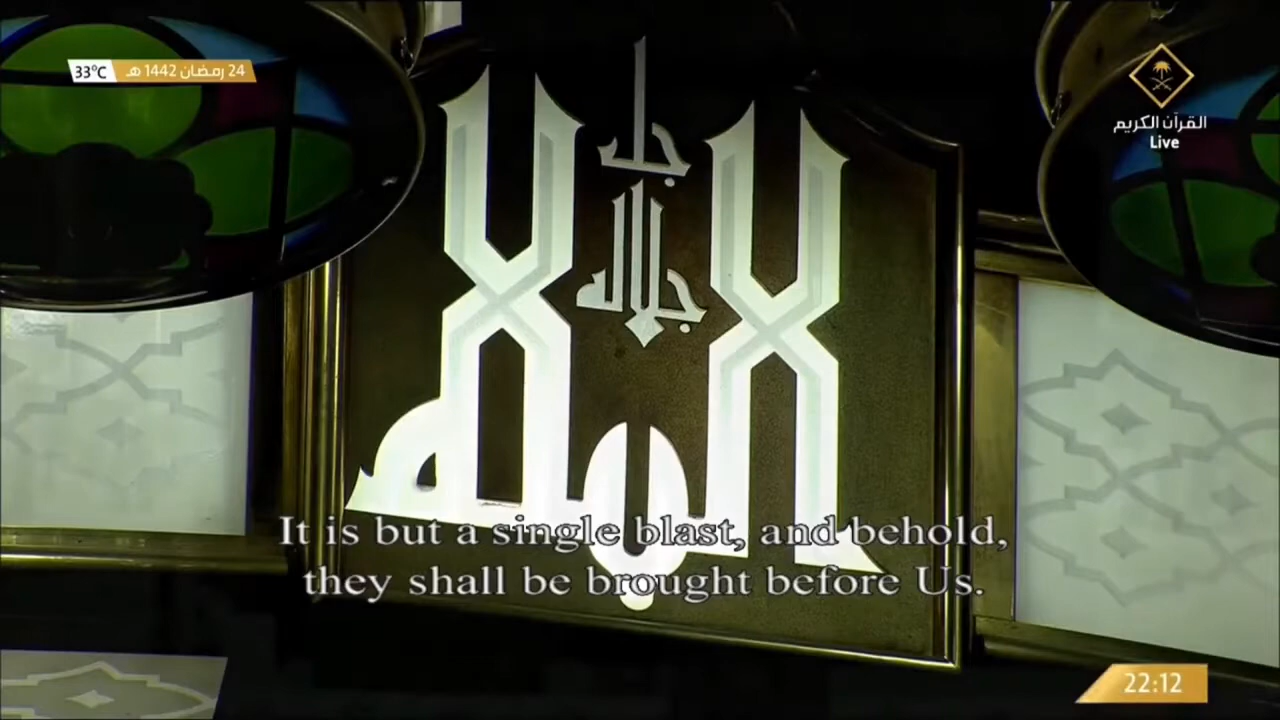 33°C 24 رمضان 1442 هـ
القرآن الكريم
Live
جل
جلاله
الله
It is but a single blast, and behold,
they shall be brought before Us.
22:12